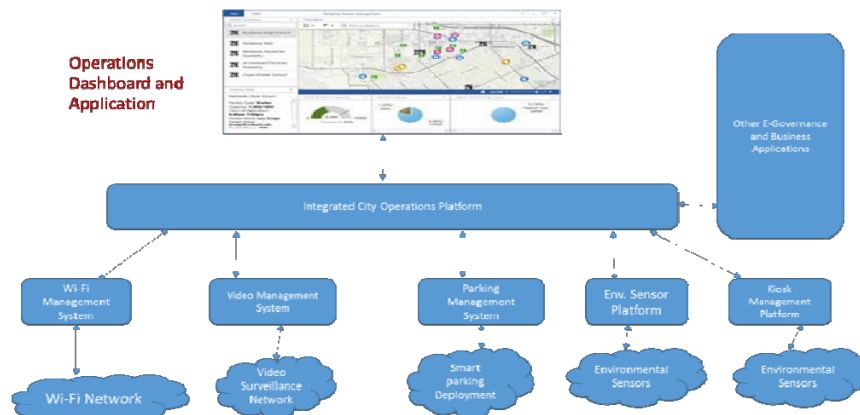 Operations
Dashboard and
Application
Other E-Governance
and Business
Applications
Integrated City Operations Platform
Wi-Fi
Management
System
Video Management
System
Parking
Management
System
Env. Sensor
Platform
Kiosk
Management
Platform
Wi-Fi Network
Video
Surveillance
Network
Smart
parking
Deployment
Environmental
Sensors
Environmental
Sensors